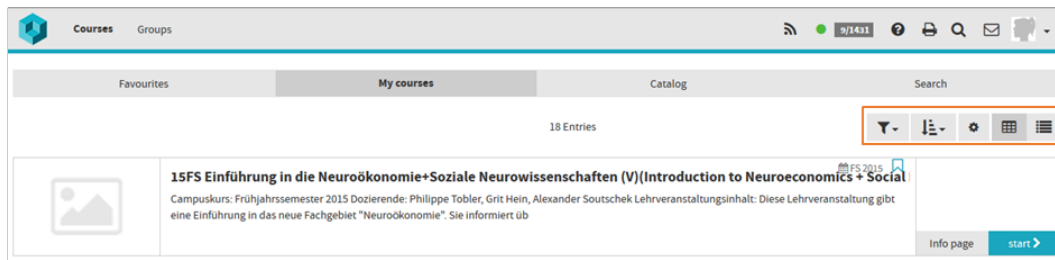 Courses Groups 9/1431
Favourites My courses Catalog Search
18 Entries
FS 2015
15FS Einführung in die Neuroökonomie+Soziale Neurowissenschaften (V)(Introduction to Neuroeconomics + Social
Campuskurs: Frühjahrssemester 2015 Dozierende: Philippe Tobler, Grit Hein, Alexander Soutschek Lehrveranstaltungsinhalt: Diese Lehrveranstaltung gibt
eine Einführung in das neue Fachgebiet "Neuroökonomie". Sie informiert üb
Info page start